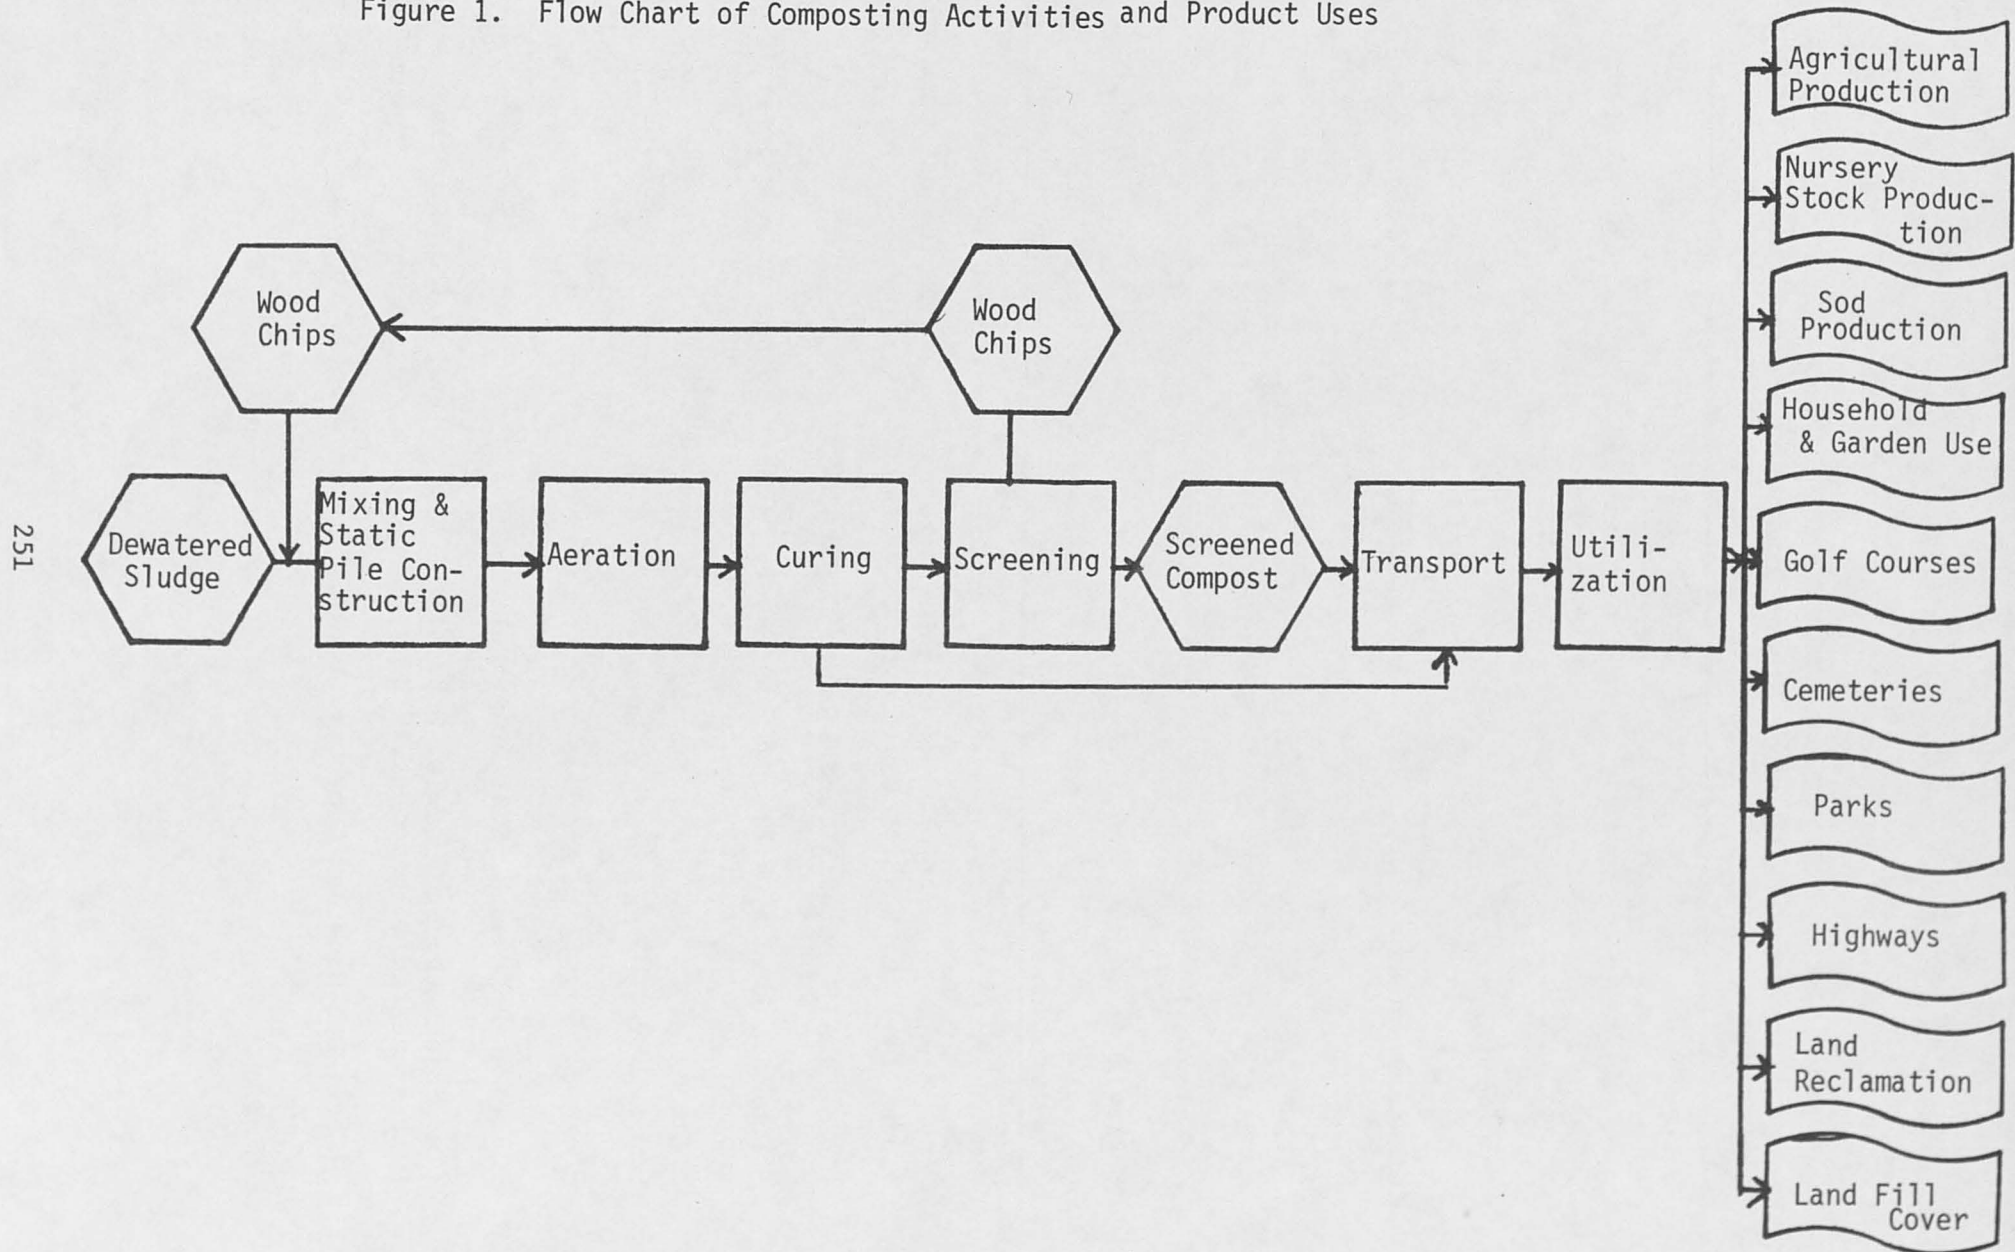 Figure 1. Flow Chart of Composting Activities and Product Uses
Wood
Chips
Wood
Chips
Dewatered
Sludge
Mixing &
Static
Pile Con-
struction
Aeration
Curing
Screening
Screened
Compost
Transport
Utili-
zation
Agricultural
Production
Nursery
Stock Produc-
tion
Sod
Production
Household
& Garden Use
Golf Courses
Cemeteries
Parks
Highways
Land
Reclamation
Land Fill
Cover
251